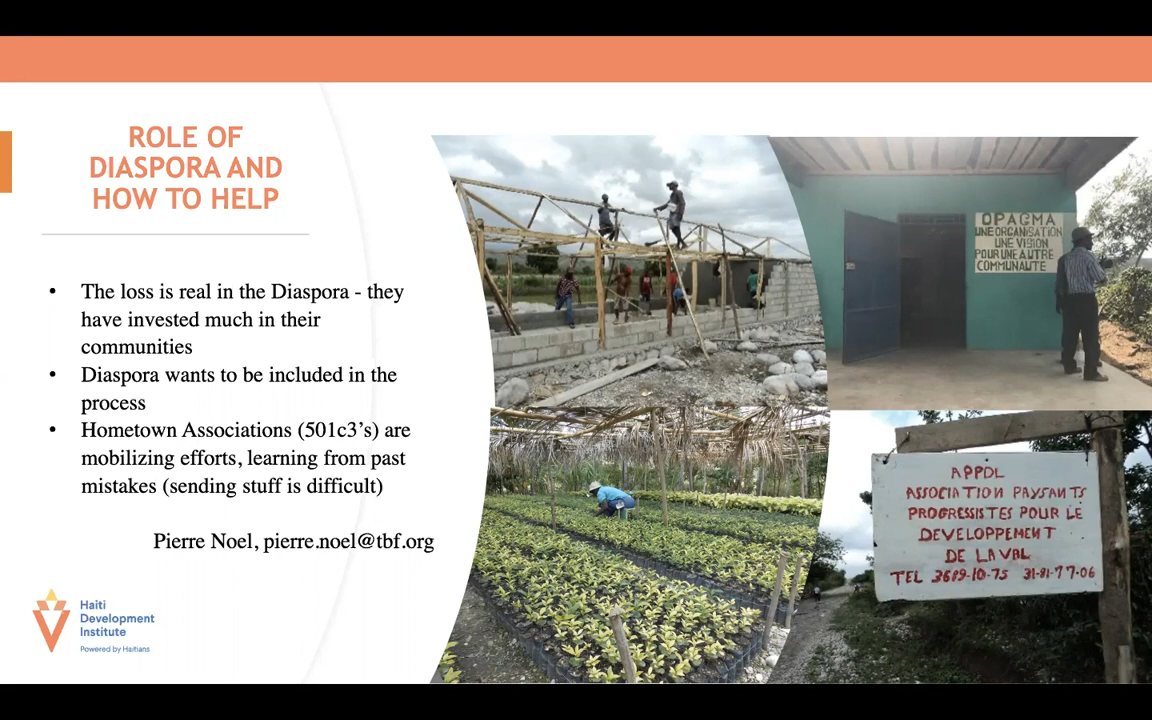 ROLE OF
DIASPORA AND
HOW TO HELP
• The loss is real in the Diaspora - they
have invested much in their
communities
• Diaspora wants to be included in the
process
• Hometown Associations (501c3’s) are
mobilizing efforts, learning from past
mistakes (sending stuff is difficult)
Pierre Noel, pierre.noel@tbf.org
Haiti
Development
Institute
Powered by Haitians
OPAGMA
UNE ORGANISATION
UNE VISION
POUR UNE AUTRE
COMMUNAUTE
APPDL
ASSOCIATION PAYSANTS
PROGRESSISTES POUR LE
DEVELOPPEMENT
DE LAVAL
TEL 3689-10-75 31-81-77-06